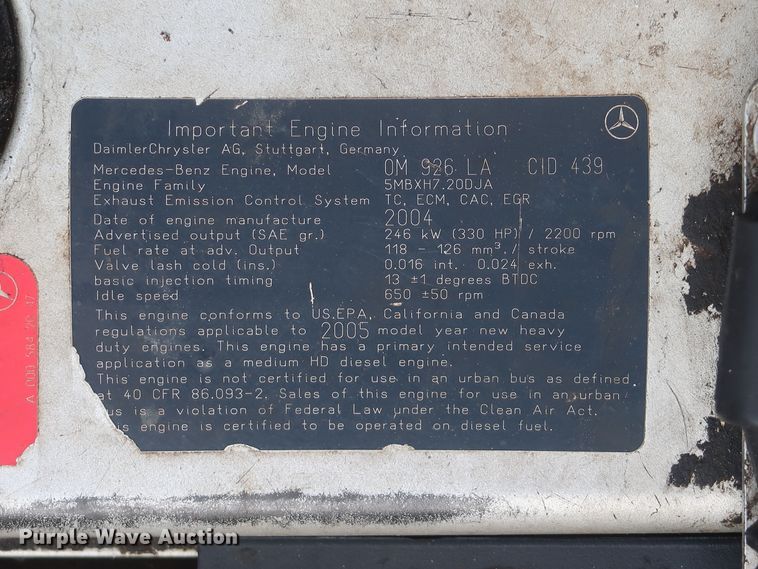 Important Engine Information
DaimlerChrysler AG, Stuttgart, Germany
Mercedes-Benz Engine, Model OM 926 LA CID 439
Engine Family 5MBXH7.20DJA
Exhaust Emission Control System TC, ECM, CAC, EGR
Date of engine manufacture 2004
Advertised output (SAE gr.) 246 kW (330 HP) / 2200 rpm
Fuel rate at adv. Output 118 - 126 mm³. / stroke
Valve lash cold (ins.) 0.016 int. 0.024 exh.
basic injection timing 13 ±1 degrees BTDC
Idle speed 650 ±50 rpm
This engine conforms to US.EPA, California and Canada
regulations applicable to 2005 model year new heavy
duty engines. This engine has a primary intended service
application as a medium HD diesel engine.
This engine is not certified for use in an urban bus as defined
at 40 CFR 86.093-2. Sales of this engine for use in an urban
bus is a violation of Federal Law under the Clean Air Act.
This engine is certified to be operated on diesel fuel.
A 000 584 20 17
Purple Wave Auction